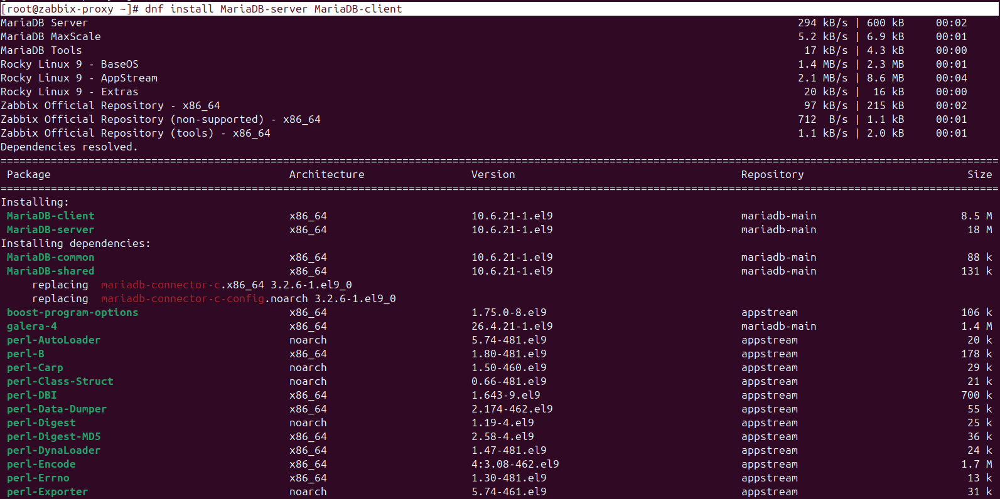 [root@zabbix-proxy ~]# dnf install MariaDB-server MariaDB-client
MariaDB Server 294 kB/s | 600 kB 00:02
MariaDB MaxScale 5.2 kB/s | 6.9 kB 00:01
MariaDB Tools 17 kB/s | 4.3 kB 00:00
Rocky Linux 9 - BaseOS 1.4 MB/s | 2.3 MB 00:01
Rocky Linux 9 - AppStream 2.1 MB/s | 8.6 MB 00:04
Rocky Linux 9 - Extras 20 kB/s | 16 kB 00:00
Zabbix Official Repository - x86_64 97 kB/s | 215 kB 00:02
Zabbix Official Repository (non-supported) - x86_64 712 B/s | 1.1 kB 00:01
Zabbix Official Repository (tools) - x86_64 1.1 kB/s | 2.0 kB 00:01
Dependencies resolved.
Package Architecture Version Repository Size
Installing:
MariaDB-client x86_64 10.6.21-1.el9 mariadb-main 8.5 M
MariaDB-server x86_64 10.6.21-1.el9 mariadb-main 18 M
Installing dependencies:
MariaDB-common x86_64 10.6.21-1.el9 mariadb-main 88 k
MariaDB-shared x86_64 10.6.21-1.el9 mariadb-main 131 k
replacing mariadb-connector-c.x86_64 3.2.6-1.el9_0
replacing mariadb-connector-c-config.noarch 3.2.6-1.el9_0
boost-program-options x86_64 1.75.0-8.el9 appstream 106 k
galera-4 x86_64 26.4.21-1.el9 mariadb-main 1.4 M
perl-AutoLoader noarch 5.74-481.el9 appstream 20 k
perl-B x86_64 1.80-481.el9 appstream 178 k
perl-Carp noarch 1.50-460.el9 appstream 29 k
perl-Class-Struct noarch 0.66-481.el9 appstream 21 k
perl-DBI x86_64 1.643-9.el9 appstream 700 k
perl-Data-Dumper x86_64 2.174-462.el9 appstream 55 k
perl-Digest noarch 1.19-4.el9 appstream 25 k
perl-Digest-MD5 x86_64 2.58-4.el9 appstream 36 k
perl-DynaLoader x86_64 1.47-481.el9 appstream 24 k
perl-Encode x86_64 4:3.08-462.el9 appstream 1.7 M
perl-Errno x86_64 1.30-481.el9 appstream 13 k
perl-Exporter noarch 5.74-461.el9 appstream 31 k